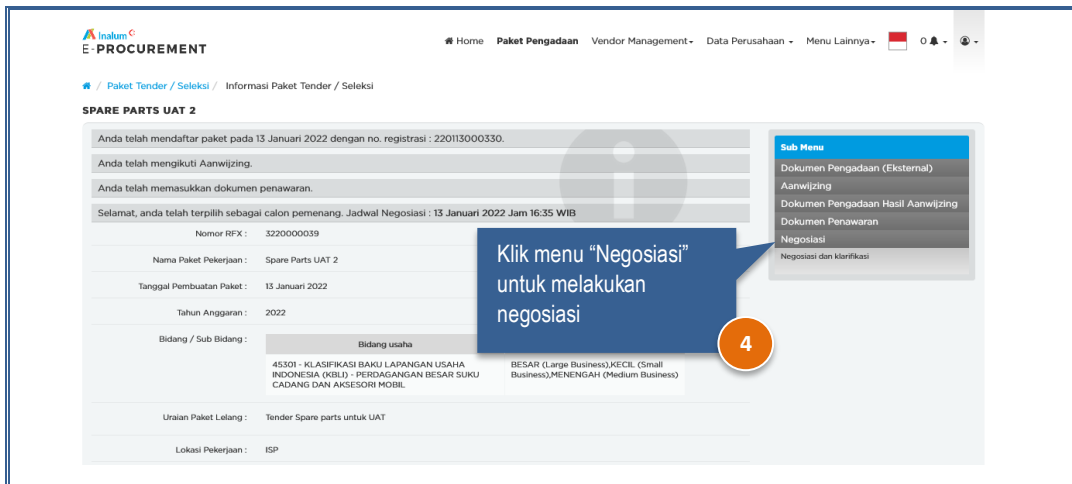 Inalum
E-PROCUREMENT
Home Paket Pengadaan Vendor Management Data Perusahaan Menu Lainnya 0
/ Paket Tender / Seleksi / Informasi Paket Tender / Seleksi
SPARE PARTS UAT 2
Anda telah mendaftar paket pada 13 Januari 2022 dengan no. registrasi : 220113000330.
Anda telah mengikuti Aanwijzing.
Anda telah memasukkan dokumen penawaran.
Selamat, anda telah terpilih sebagai calon pemenang. Jadwal Negosiasi : 13 Januari 2022 Jam 16:35 WIB
Nomor RFX : 3220000039
Nama Paket Pekerjaan : Spare Parts UAT 2
Tanggal Pembuatan Paket : 13 Januari 2022
Tahun Anggaran : 2022
Bidang / Sub Bidang :
Bidang usaha
45301 - KLASIFIKASI BAKU LAPANGAN USAHA
INDONESIA (KBLI) - PERDAGANGAN BESAR SUKU
CADANG DAN AKSESORI MOBIL
BESAR (Large Business),KECIL (Small
Business),MENENGAH (Medium Business)
Uraian Paket Lelang : Tender Spare parts untuk UAT
Lokasi Pekerjaan : ISP
Sub Menu
Dokumen Pengadaan (Eksternal)
Aanwijzing
Dokumen Pengadaan Hasil Aanwijzing
Dokumen Penawaran
Negosiasi
Negosiasi dan klarifikasi
Klik menu “Negosiasi”
untuk melakukan
negosiasi
4